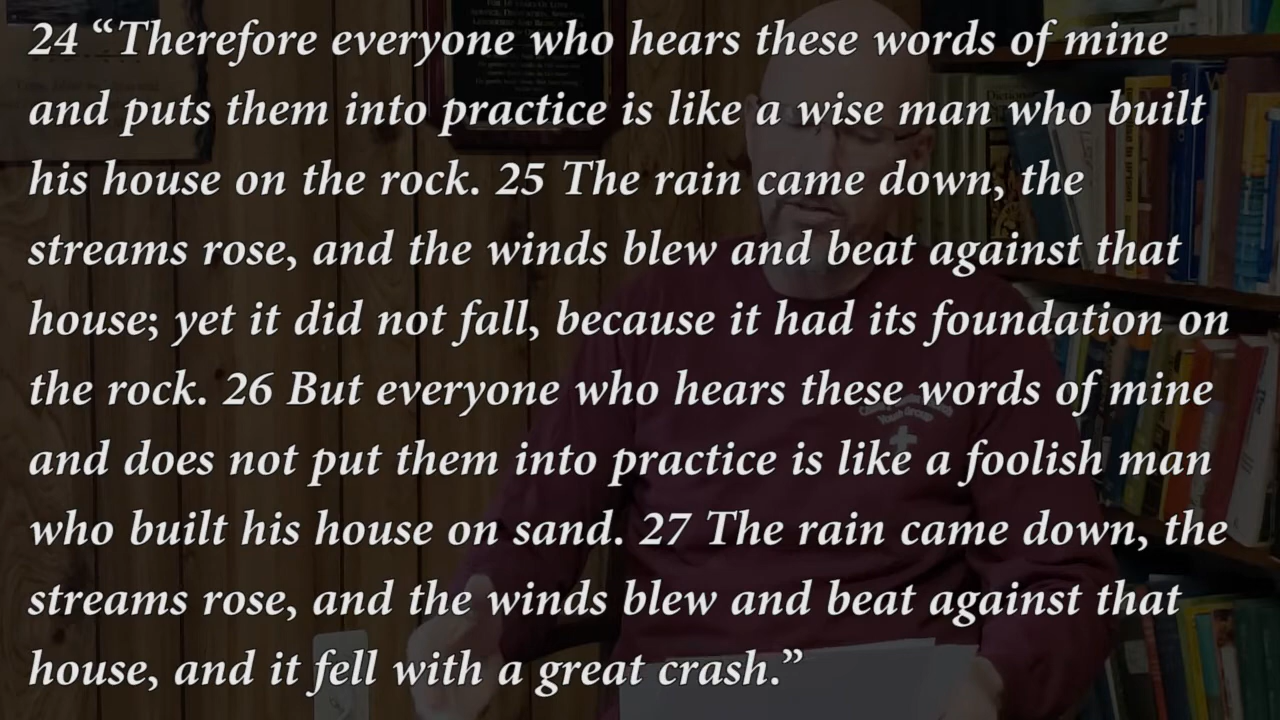 24 “Therefore everyone who hears these words of mine
and puts them into practice is like a wise man who built
his house on the rock. 25 The rain came down, the
streams rose, and the winds blew and beat against that
house; yet it did not fall, because it had its foundation on
the rock. 26 But everyone who hears these words of mine
and does not put them into practice is like a foolish man
who built his house on sand. 27 The rain came down, the
streams rose, and the winds blew and beat against that
house, and it fell with a great crash.”
Youth Group